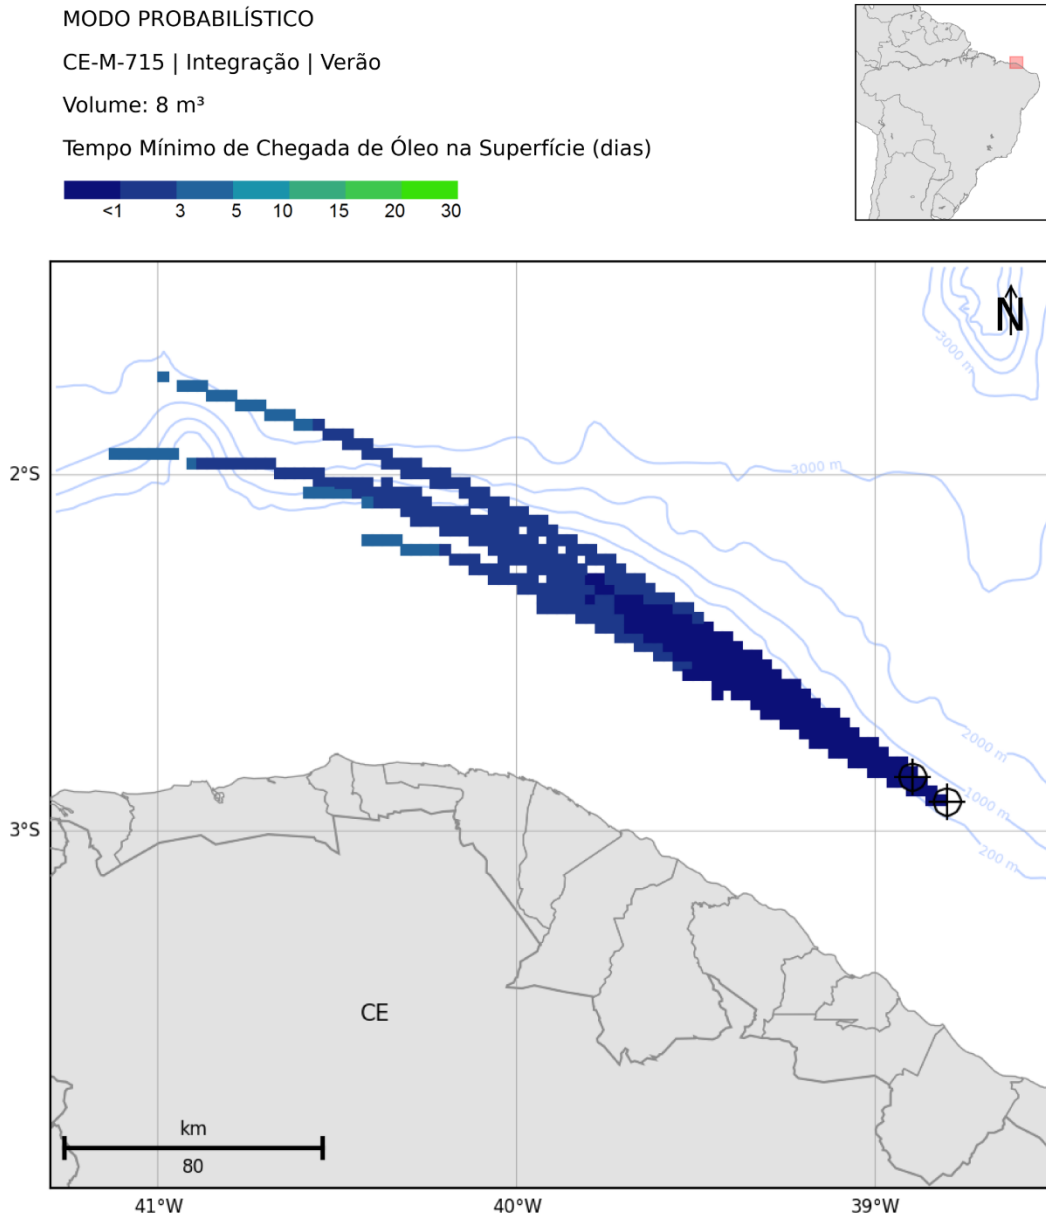 MODO PROBABILÍSTICO
CE-M-715 | Integração | Verão
Volume: 8 m³
Tempo Mínimo de Chegada de Óleo na Superfície (dias)
<1 3 5 10 15 20 30
N
3000 m
2°S
3000 m
2000 m
1000 m
3°S
200 m
CE
km
80
41°W 40°W 39°W